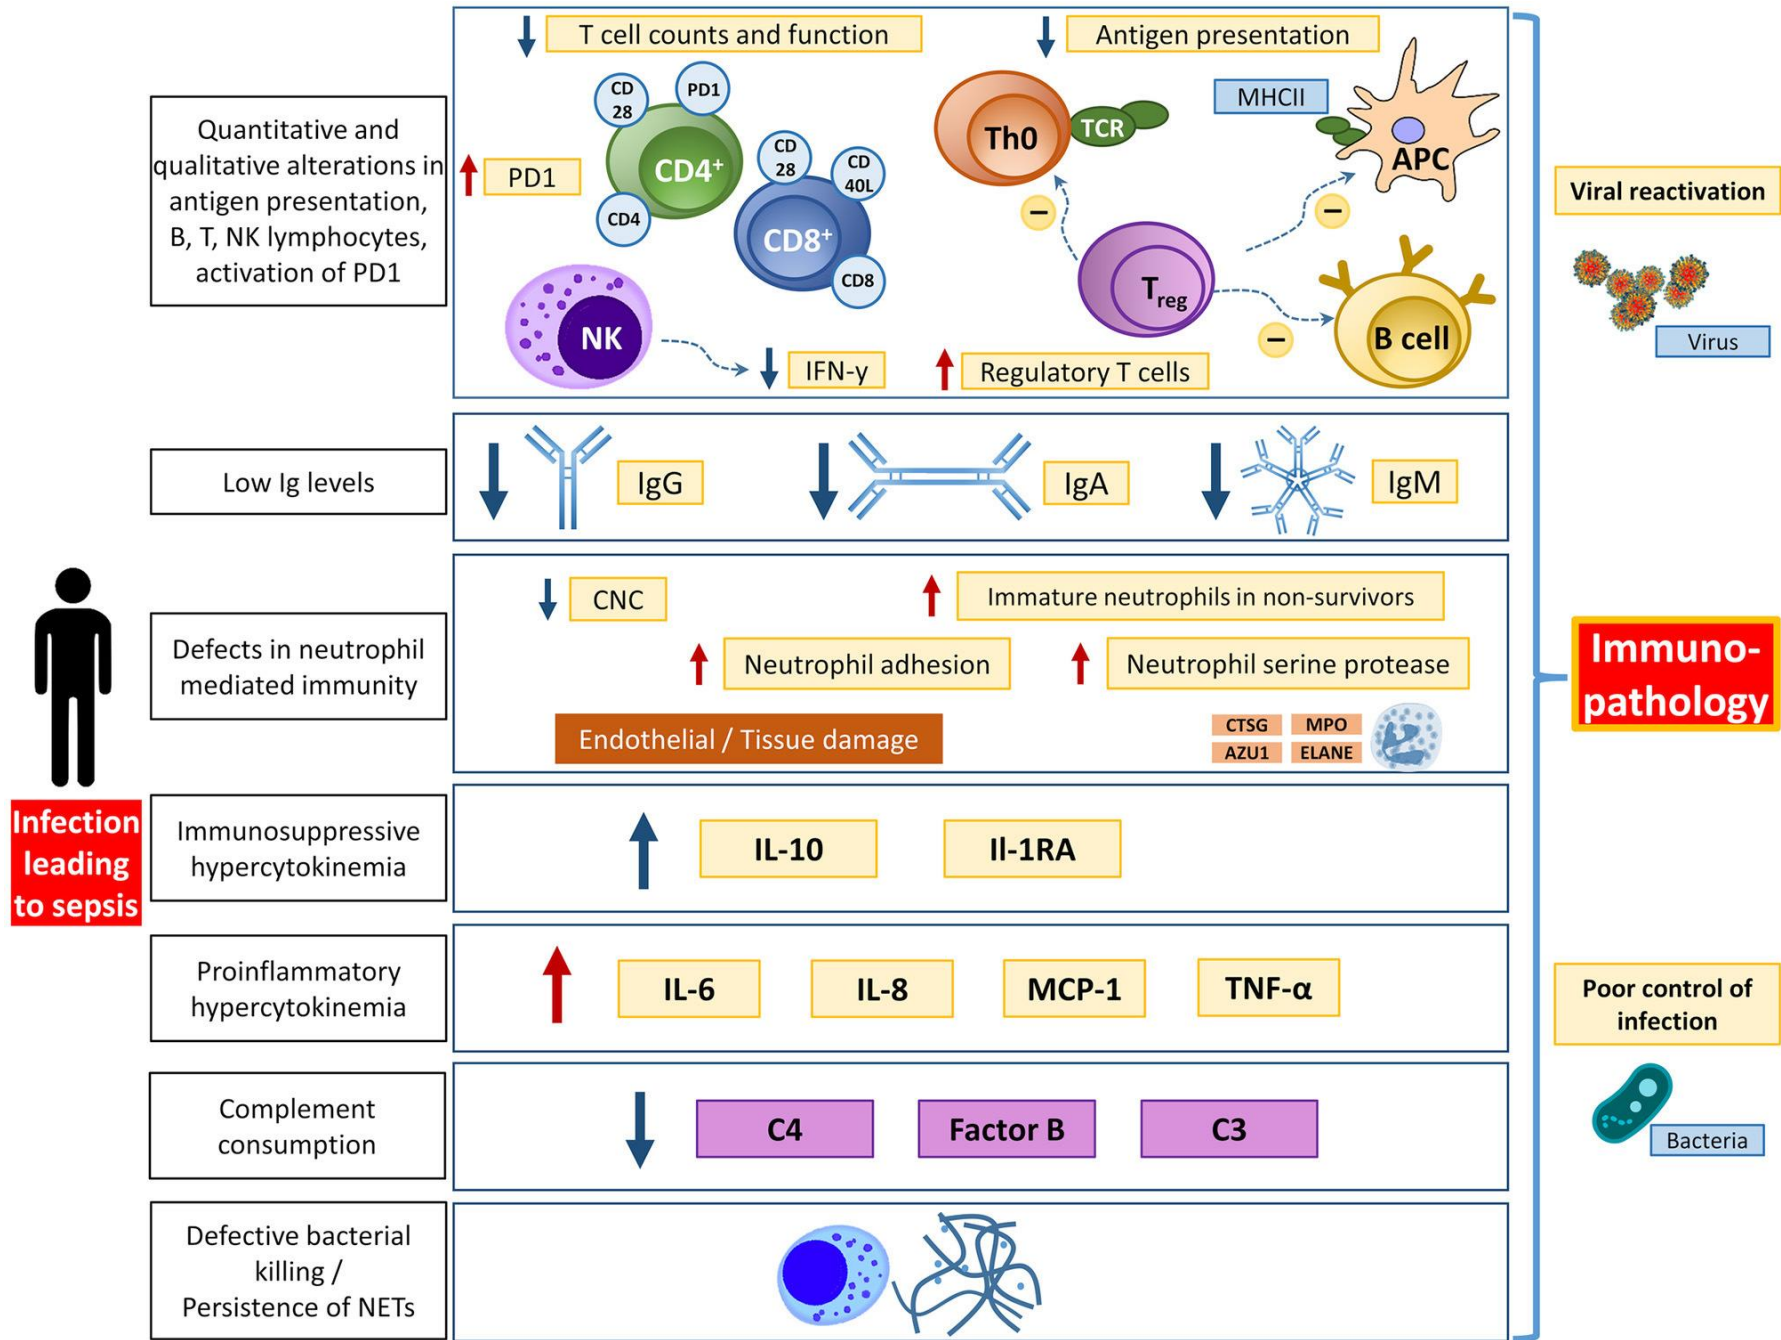 T cell counts and function
Antigen presentation
Quantitative and
qualitative alterations in
antigen presentation,
B, T, NK lymphocytes,
activation of PD1
CD
28
PD1
CD4⁺
PD1
CD4
CD
28
CD
40L
CD8⁺
CD8
NK
IFN-y
Th0
TCR
MHCII
APC
Treg
B cell
Regulatory T cells
Viral reactivation
Virus
Low Ig levels
IgG
IgA
IgM
Defects in neutrophil
mediated immunity
CNC
Immature neutrophils in non-survivors
Neutrophil adhesion
Neutrophil serine protease
Endothelial / Tissue damage
CTSG
MPO
AZU1
ELANE
Immuno-
pathology
Infection
leading
to sepsis
Immunosuppressive
hypercytokinemia
IL-10
Il-1RA
Proinflammatory
hypercytokinemia
IL-6
IL-8
MCP-1
TNF-α
Poor control of
infection
Bacteria
Complement
consumption
C4
Factor B
C3
Defective bacterial
killing /
Persistence of NETs